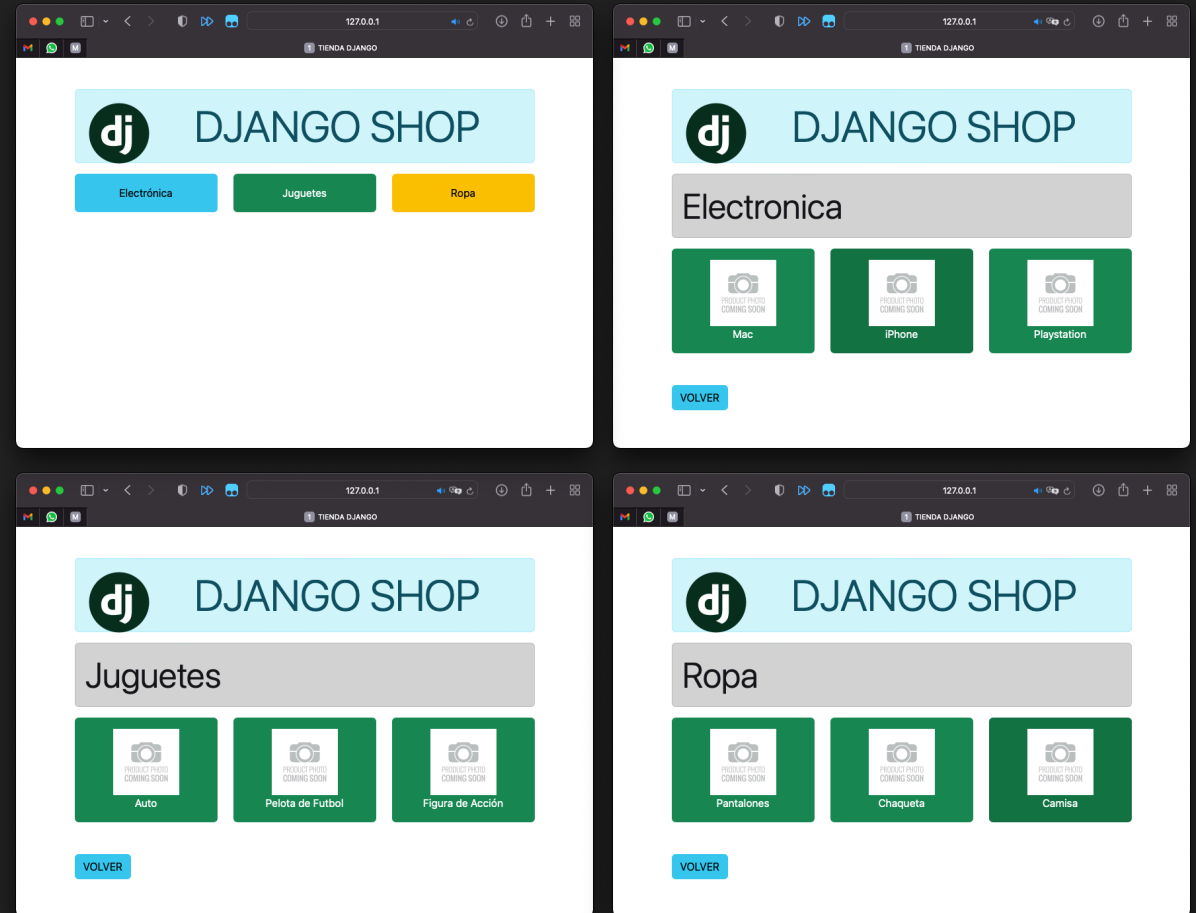 127.0.0.1
M
1 TIENDA DJANGO
dj DJANGO SHOP
Electrónica Juguetes Ropa
127.0.0.1
M
1 TIENDA DJANGO
dj DJANGO SHOP
Electronica
PRODUCT PHOTO PRODUCT PHOTO PRODUCT PHOTO
COMING SOON COMING SOON COMING SOON
Mac iPhone Playstation
VOLVER
127.0.0.1
M
1 TIENDA DJANGO
dj DJANGO SHOP
Juguetes
PRODUCT PHOTO PRODUCT PHOTO PRODUCT PHOTO
COMING SOON COMING SOON COMING SOON
Auto Pelota de Futbol Figura de Acción
VOLVER
127.0.0.1
M
1 TIENDA DJANGO
dj DJANGO SHOP
Ropa
PRODUCT PHOTO PRODUCT PHOTO PRODUCT PHOTO
COMING SOON COMING SOON COMING SOON
Pantalones Chaqueta Camisa
VOLVER